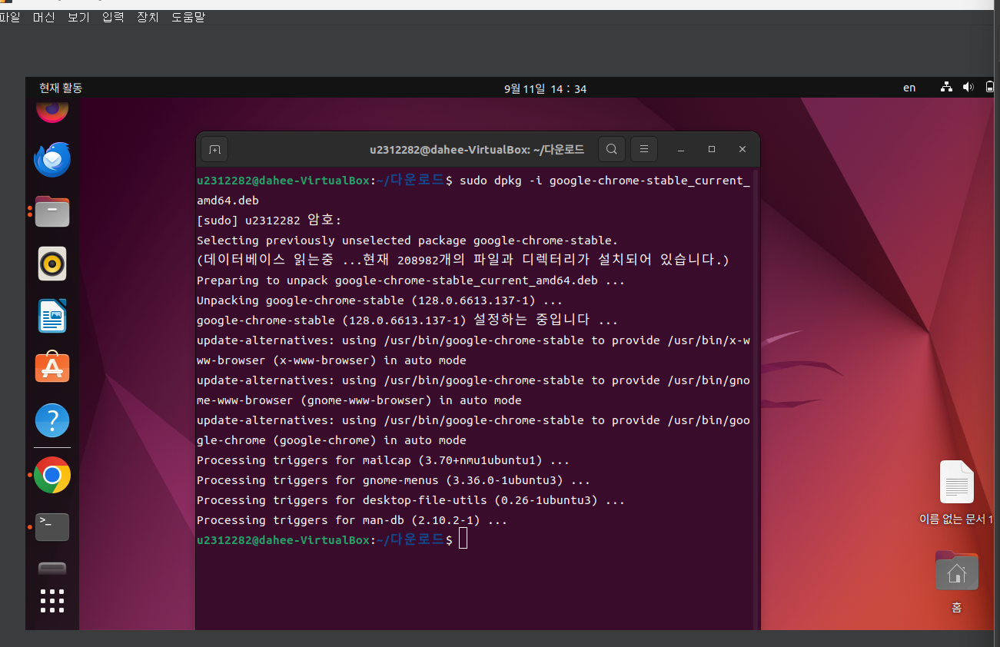 파일 머신 보기 입력 장치 도움말
현재 활동 9월 11일 14 : 34 en
u2312282@dahee-VirtualBox: ~/다운로드
u2312282@dahee-VirtualBox:~/다운로드$ sudo dpkg -i google-chrome-stable_current_
amd64.deb
[sudo] u2312282 암호:
Selecting previously unselected package google-chrome-stable.
(데이터베이스 읽는중 ...현재 208982개의 파일과 디렉터리가 설치되어 있습니다.)
Preparing to unpack google-chrome-stable_current_amd64.deb ...
Unpacking google-chrome-stable (128.0.6613.137-1) ...
google-chrome-stable (128.0.6613.137-1) 설정하는 중입니다 ...
update-alternatives: using /usr/bin/google-chrome-stable to provide /usr/bin/x-w
ww-browser (x-www-browser) in auto mode
update-alternatives: using /usr/bin/google-chrome-stable to provide /usr/bin/gno
me-www-browser (gnome-www-browser) in auto mode
update-alternatives: using /usr/bin/google-chrome-stable to provide /usr/bin/goo
gle-chrome (google-chrome) in auto mode
Processing triggers for mailcap (3.70+nmu1ubuntu1) ...
Processing triggers for gnome-menus (3.36.0-1ubuntu3) ...
Processing triggers for desktop-file-utils (0.26-1ubuntu3) ...
Processing triggers for man-db (2.10.2-1) ...
u2312282@dahee-VirtualBox:~/다운로드$
이름 없는 문서 1
홈